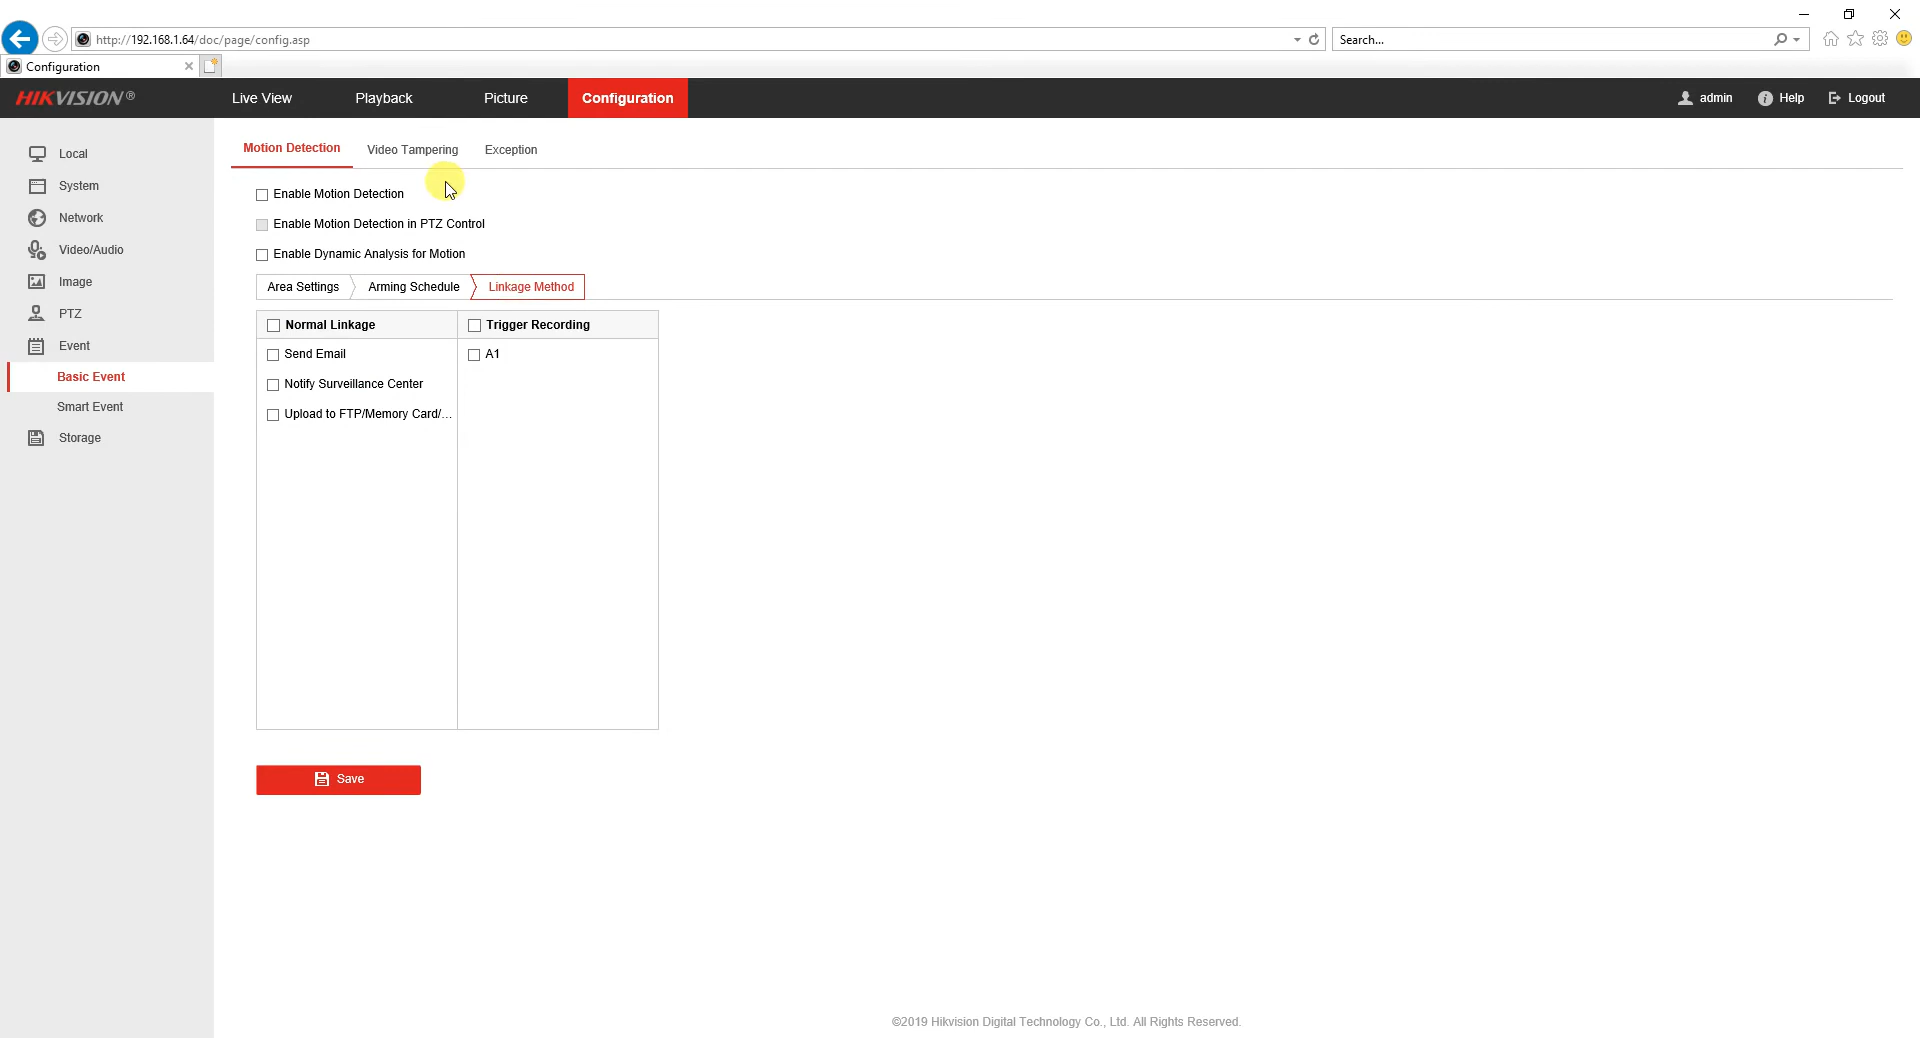 http://192.168.1.64/doc/page/config.asp
Search...
Configuration
HIKVISION®
Live View
Playback
Picture
Configuration
admin
Help
Logout
Local
System
Network
Video/Audio
Image
PTZ
Event
Basic Event
Smart Event
Storage
Motion Detection
Video Tampering
Exception
Enable Motion Detection
Enable Motion Detection in PTZ Control
Enable Dynamic Analysis for Motion
Area Settings
Arming Schedule
Linkage Method
Normal Linkage
Trigger Recording
Send Email
A1
Notify Surveillance Center
Upload to FTP/Memory Card/...
Save
©2019 Hikvision Digital Technology Co., Ltd. All Rights Reserved.